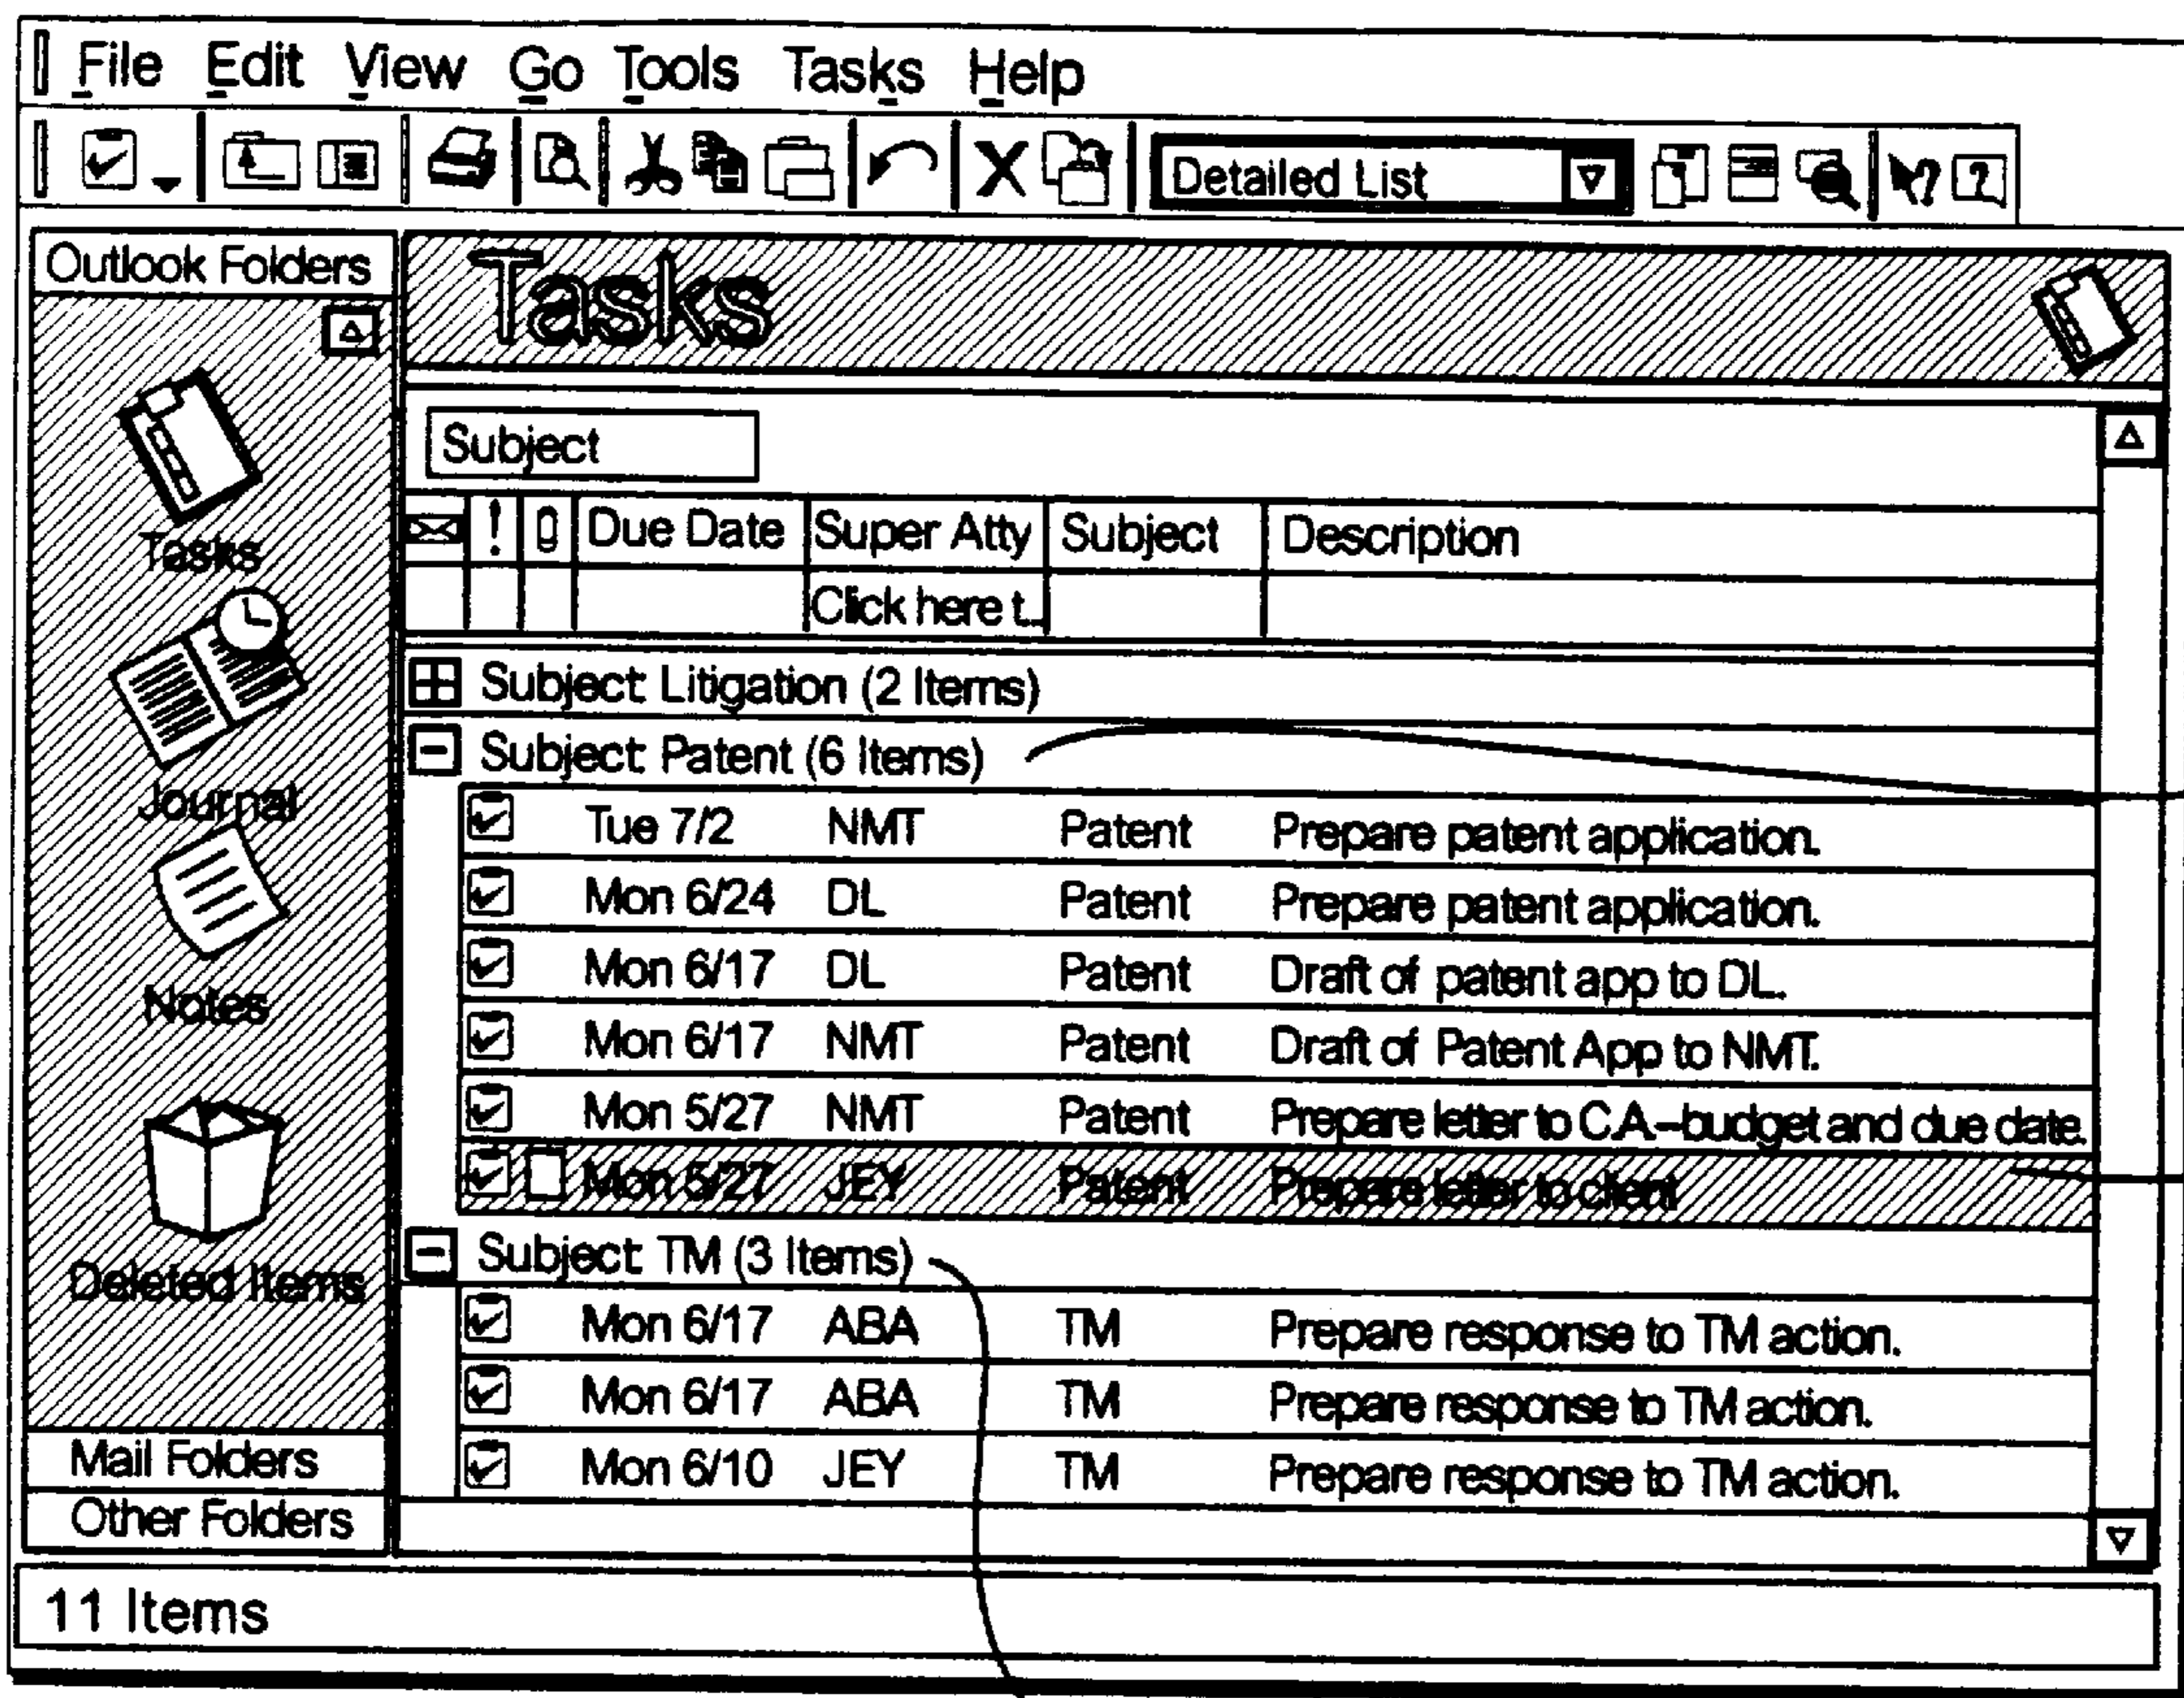 File Edit View Go Tools Tasks Help
Detailed List
Outlook Folders
Tasks
Tasks
Journal
Notes
Deleted Items
Mail Folders
Other Folders
Subject
! Due Date Super Atty Subject Description
Click here t...
Subject: Litigation (2 Items)
Subject: Patent (6 Items)
Tue 7/2 NMT Patent Prepare patent application.
Mon 6/24 DL Patent Prepare patent application.
Mon 6/17 DL Patent Draft of patent app to DL.
Mon 6/17 NMT Patent Draft of Patent App to NMT.
Mon 5/27 NMT Patent Prepare letter to C.A.--budget and due date.
Mon 5/27 JEY Patent Prepare letter to client
Subject: TM (3 Items)
Mon 6/17 ABA TM Prepare response to TM action.
Mon 6/17 ABA TM Prepare response to TM action.
Mon 6/10 JEY TM Prepare response to TM action.
11 Items